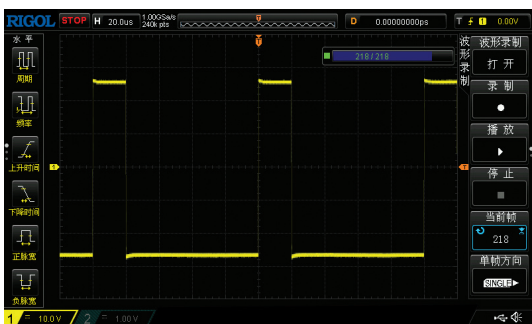 RIGOL STOP H 20.0us 1.00GSa/s 240k pts D 0.00000000ps T 1 0.00V
水平
周期
频率
上升时间
下降时间
正脉宽
负脉宽
218/218
波形录制
波形录制
打开
录制
播放
停止
当前帧
218
单帧方向
SINGLE
1 = 10.0 V 2 = 1.00 V